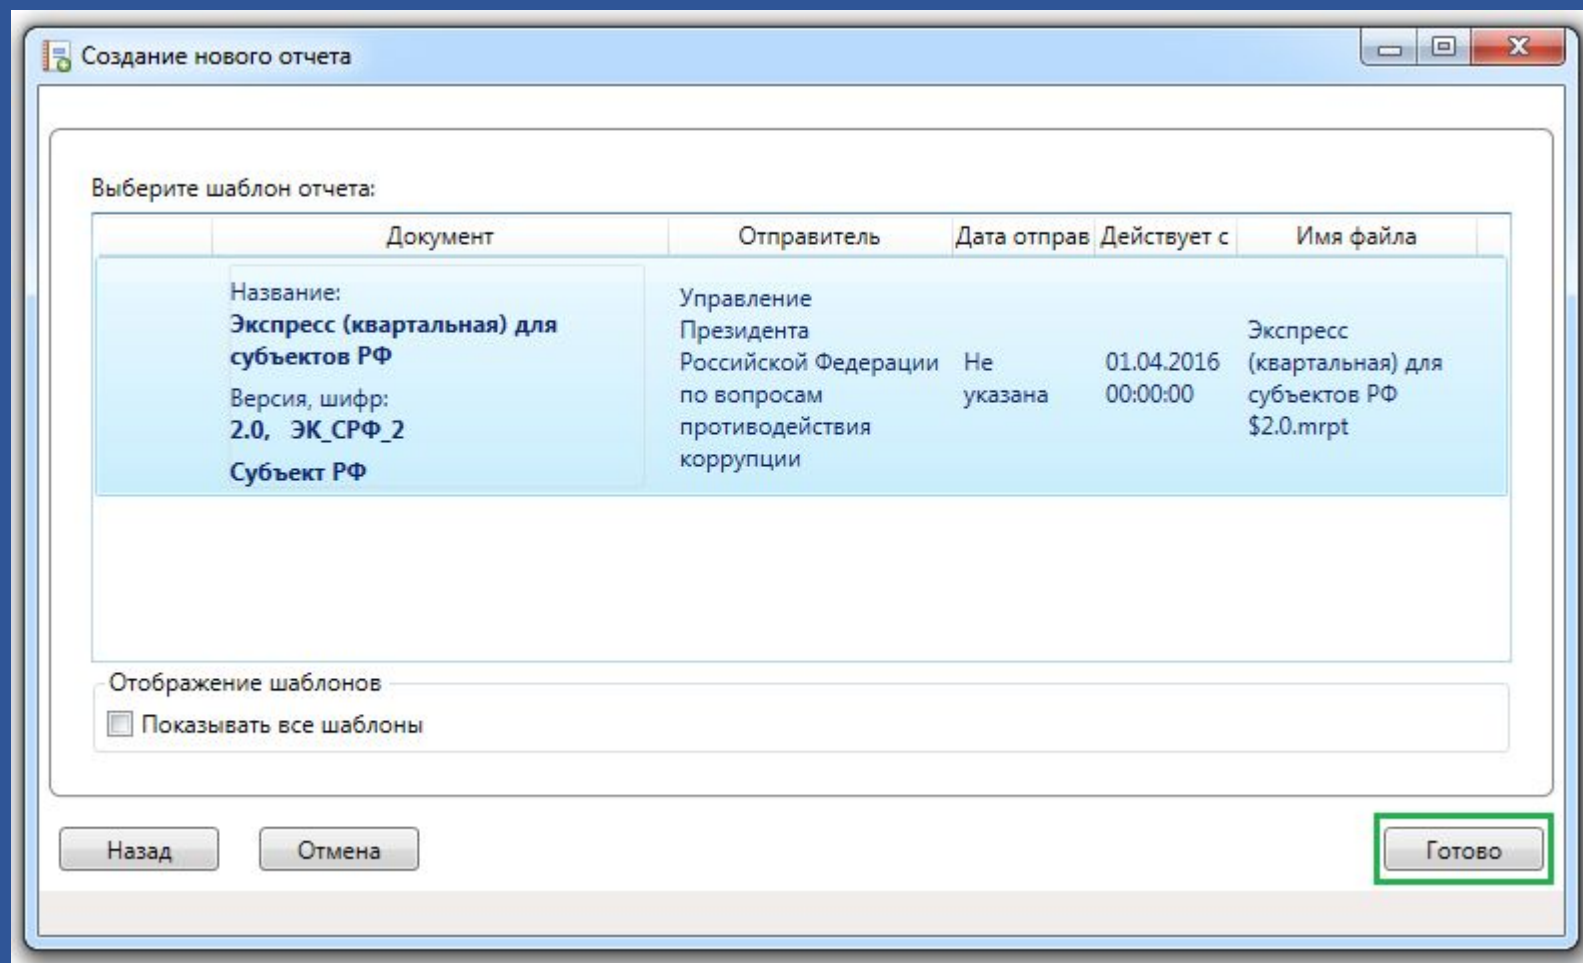 Создание нового отчета
Выберите шаблон отчета:
Документ
Отправитель
Дата отправ
Действует с
Имя файла
Название:
Экспресс (квартальная) для
субъектов РФ
Версия, шифр:
2.0, ЭК_СРФ_2
Субъект РФ
Управление
Президента
Российской Федерации
по вопросам
противодействия
коррупции
Не
указана
01.04.2016
00:00:00
Экспресс
(квартальная) для
субъектов РФ
$2.0.mrpt
Отображение шаблонов
Показывать все шаблоны
Назад
Отмена
Готово